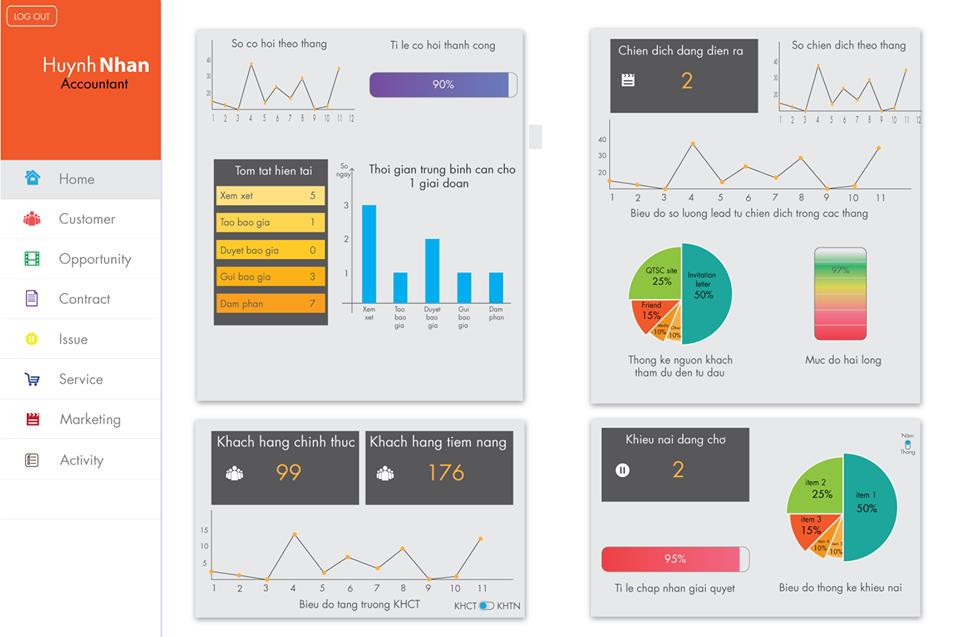 LOG OUT
Huynh Nhan
Accountant
Home
Customer
Opportunity
Contract
Issue
Service
Marketing
Activity
So co hoi theo thang
40
30
20
1 2 3 4 5 6 7 8 9 10 11 12
Ti le co hoi thanh cong
90%
Tom tat hien tai
Xem xet 5
Tao bao gia 1
Duyet bao gia 0
Gui bao gia 3
Dam phan 7
So
ngay
Thoi gian trung binh can cho
1 giai doan
3
2
1
Xem
xet
Tao
bao
gia
Duyet
bao
gia
Gui
bao
gia
Dam
phan
Chien dich dang dien ra
2
So chien dich theo thang
40
30
20
1 2 3 4 5 6 7 8 9 10 11 12
40
30
20
1 2 3 4 5 6 7 8 9 10 11
Bieu do so luong lead tu chien dich trong cac thang
QTSC site
25%
Invitation
letter
50%
Friend
15%
Media
10%
Other
10%
Thong ke nguon khach
tham du den tu dau
97%
Muc do hai long
Khach hang chinh thuc
99
Khach hang tiem nang
176
15
10
5
1 2 3 4 5 6 7 8 9 10 11
Bieu do tang truong KHCT
KHCT KHTN
Khieu nai dang chơ
2
95%
Ti le chap nhan giai quyet
Năm
Thang
item 2
25%
item 1
50%
item 3
15%
item 4
10%
item 5
10%
Bieu do thong ke khieu nai